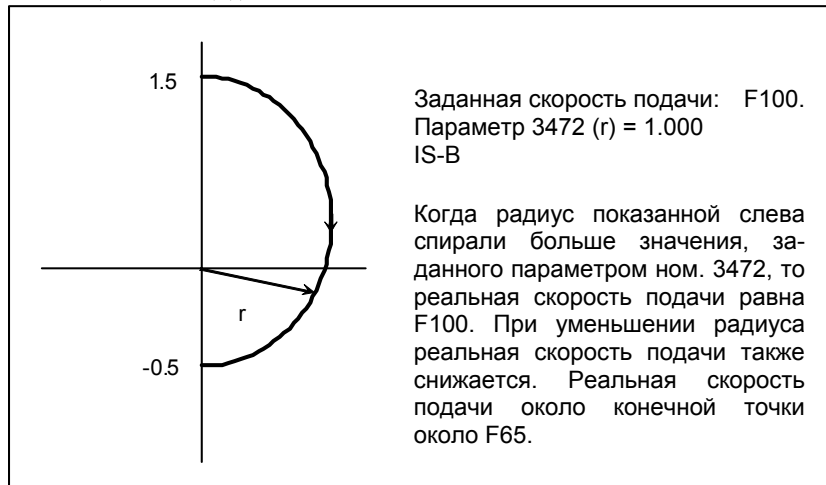 1.5
Заданная скорость подачи: F100.
Параметр 3472 (r) = 1.000
IS-B
Когда радиус показанной слева
спирали больше значения, за-
данного параметром ном. 3472, то
реальная скорость подачи равна
F100. При уменьшении радиуса
реальная скорость подачи также
снижается. Реальная скорость
подачи около конечной точки
около F65.
r
-0.5